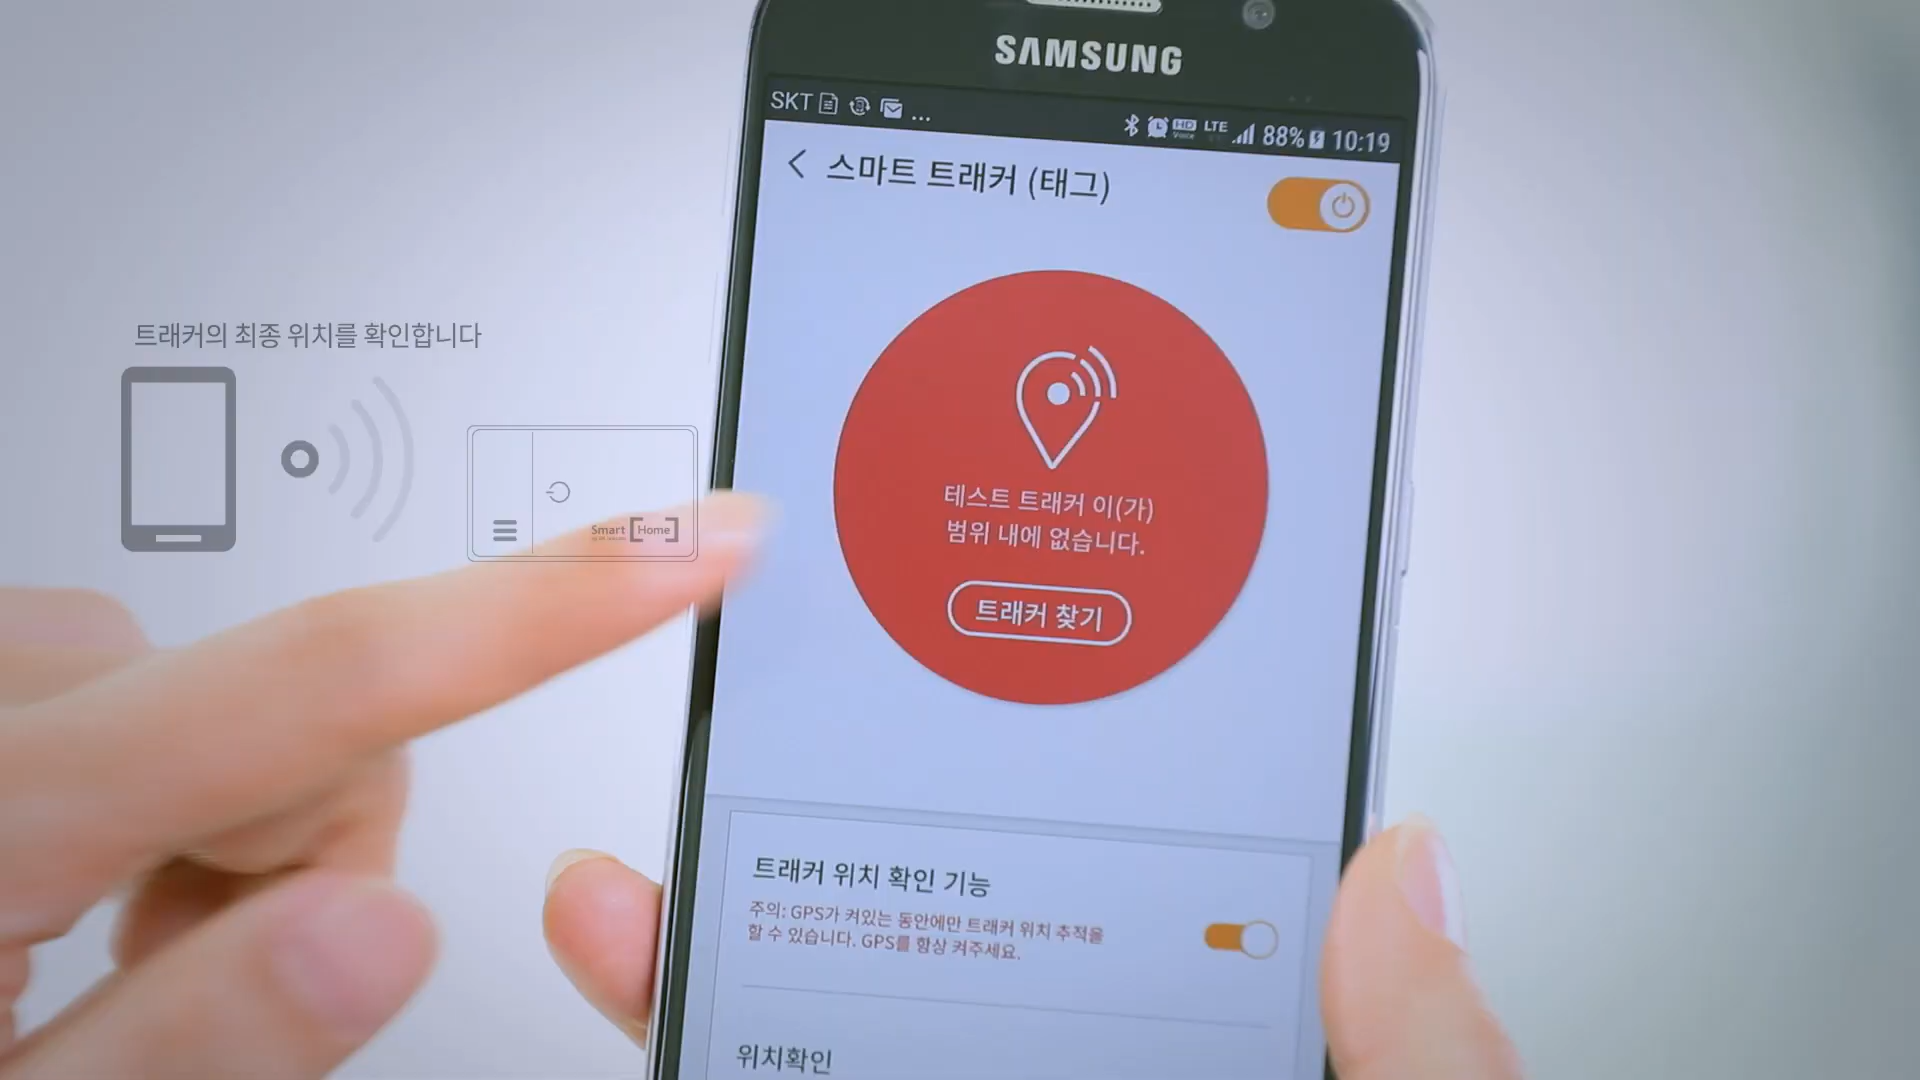 SAMSUNG
SKT ... HD Voice LTE 88% 10:19
스마트 트래커 (태그)
트래커의 최종 위치를 확인합니다
Smart [Home]
테스트 트래커 이(가)
범위 내에 없습니다.
트래커 찾기
트래커 위치 확인 기능
주의: GPS가 켜있는 동안에만 트래커 위치 추적을
할 수 있습니다. GPS를 항상 켜주세요.
위치확인